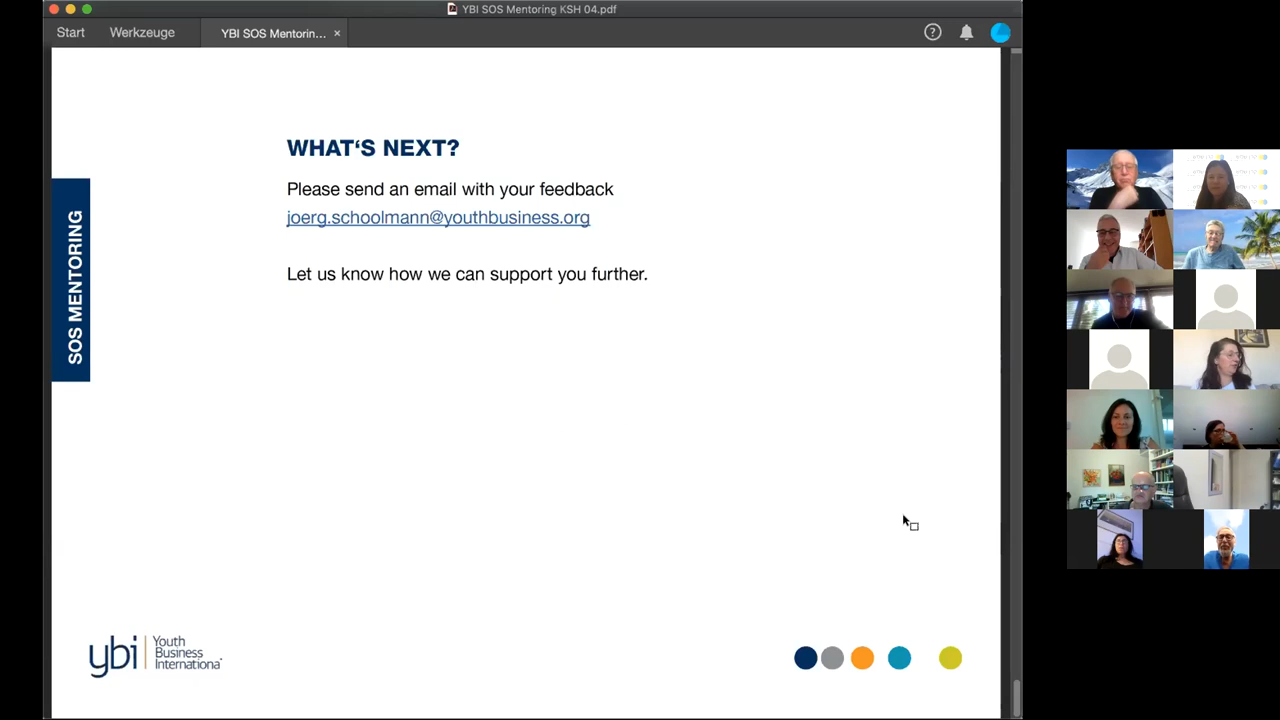 YBI SOS Mentoring KSH 04.pdf
Start
Werkzeuge
YBI SOS Mentorin...
SOS MENTORING
WHAT‘S NEXT?
Please send an email with your feedback
joerg.schoolmann@youthbusiness.org
Let us know how we can support you further.
ybi
Youth
Business
International